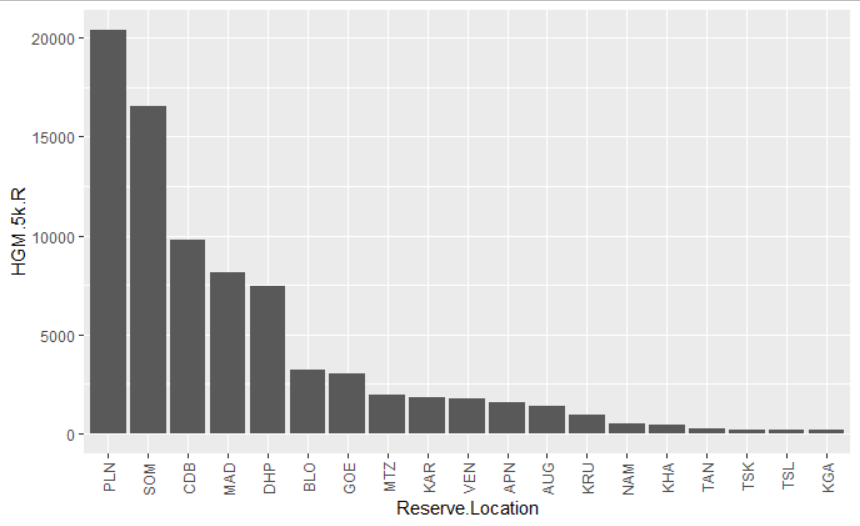 HGM.5k.R
20000
15000
10000
5000
0
PLN SOM CDB MAD DHP BLO GOE MTZ KAR VEN APN AUG KRU NAM KHA TAN TSK TSL KGA
Reserve.Location